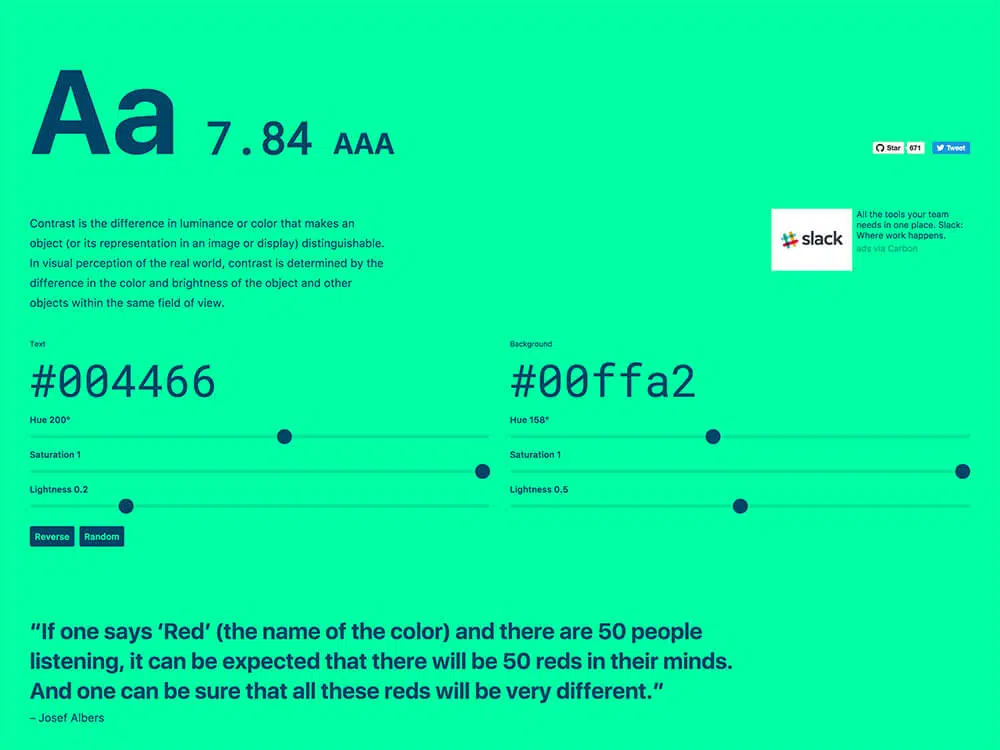 Aa 7.84 AAA
Star 671 Tweet
Contrast is the difference in luminance or color that makes an
object (or its representation in an image or display) distinguishable.
In visual perception of the real world, contrast is determined by the
difference in the color and brightness of the object and other
objects within the same field of view.
slack
All the tools your team
needs in one place. Slack:
Where work happens.
ads via Carbon
Text
#004466
Hue 200°
Saturation 1
Lightness 0.2
Reverse Random
Background
#00ffa2
Hue 158°
Saturation 1
Lightness 0.5
“If one says ‘Red’ (the name of the color) and there are 50 people
listening, it can be expected that there will be 50 reds in their minds.
And one can be sure that all these reds will be very different.”
– Josef Albers